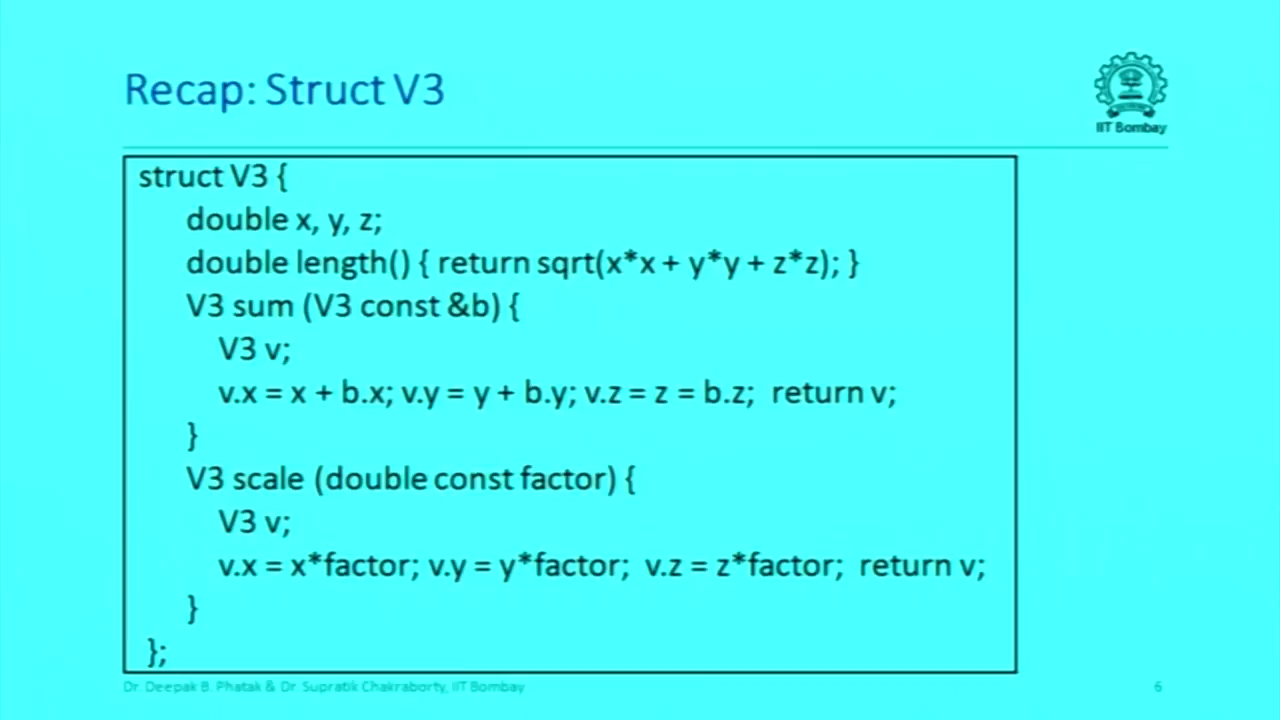 Recap: Struct V3
IIT Bombay
struct V3 {
double x, y, z;
double length() { return sqrt(x*x + y*y + z*z); }
V3 sum (V3 const &b) {
V3 v;
v.x = x + b.x; v.y = y + b.y; v.z = z = b.z; return v;
}
V3 scale (double const factor) {
V3 v;
v.x = x*factor; v.y = y*factor; v.z = z*factor; return v;
}
};
Dr. Deepak B. Phatak & Dr. Supratik Chakraborty, IIT Bombay
6